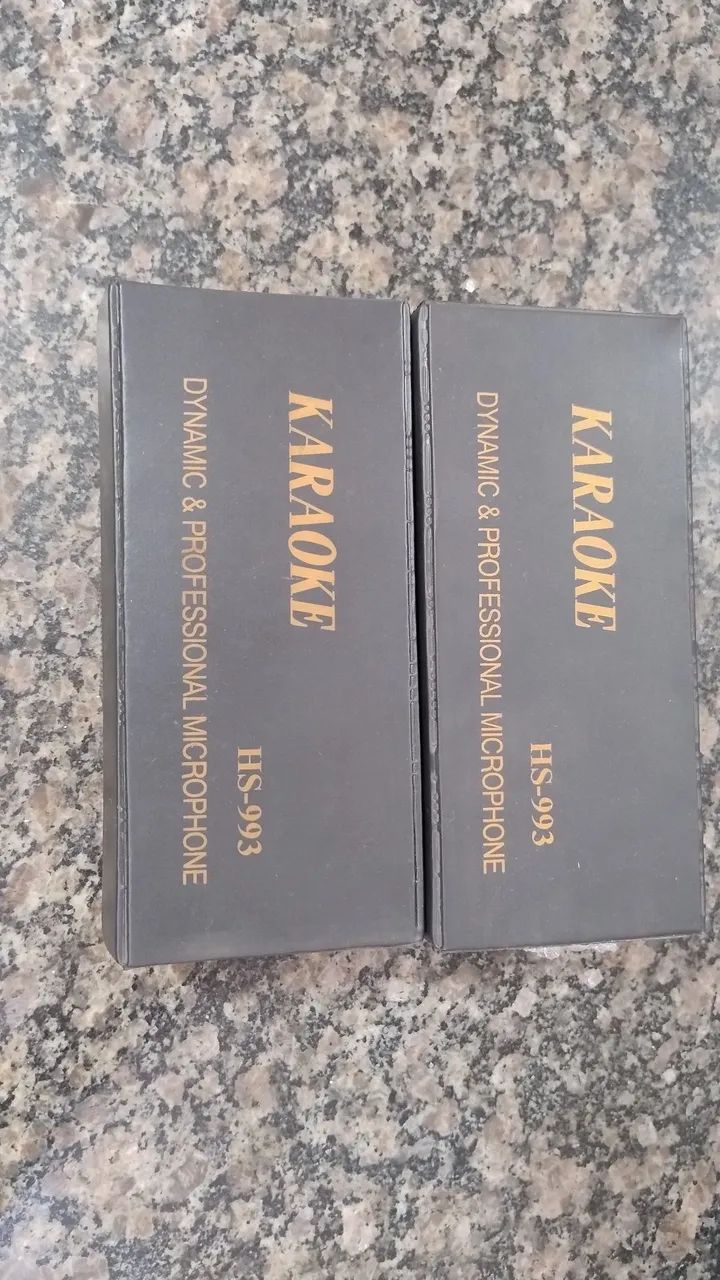 KARAOKE
HS-993
DYNAMIC & PROFESSIONAL MICROPHONE
KARAOKE
HS-993
DYNAMIC & PROFESSIONAL MICROPHONE